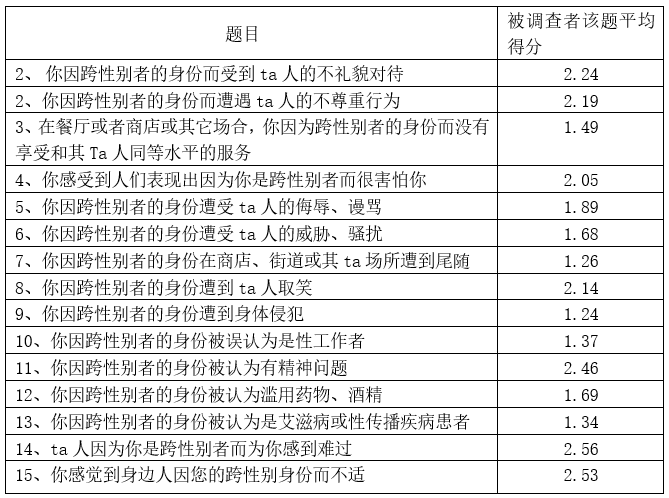 题目
被调查者该题平均
得分
2、 你因跨性别者的身份而受到 ta 人的不礼貌对待
2.24
2、你因跨性别者的身份而遭遇 ta 人的不尊重行为
2.19
3、在餐厅或者商店或其它场合，你因为跨性别者的身份而没有
享受和其 Ta 人同等水平的服务
1.49
4、你感受到人们表现出因为你是跨性别者而很害怕你
2.05
5、你因跨性别者的身份遭受 ta 人的侮辱、谩骂
1.89
6、你因跨性别者的身份遭受 ta 人的威胁、骚扰
1.68
7、你因跨性别者的身份在商店、街道或其 ta 场所遭到尾随
1.26
8、你因跨性别者的身份遭到 ta 人取笑
2.14
9、你因跨性别者的身份遭到身体侵犯
1.24
10、你因跨性别者的身份被误认为是性工作者
1.37
11、你因跨性别者的身份被认为有精神问题
2.46
12、你因跨性别者的身份被认为滥用药物、酒精
1.69
13、你因跨性别者的身份被认为是艾滋病或性传播疾病患者
1.34
14、ta 人因为你是跨性别者而为你感到难过
2.56
15、你感觉到身边人因您的跨性别身份而不适
2.53